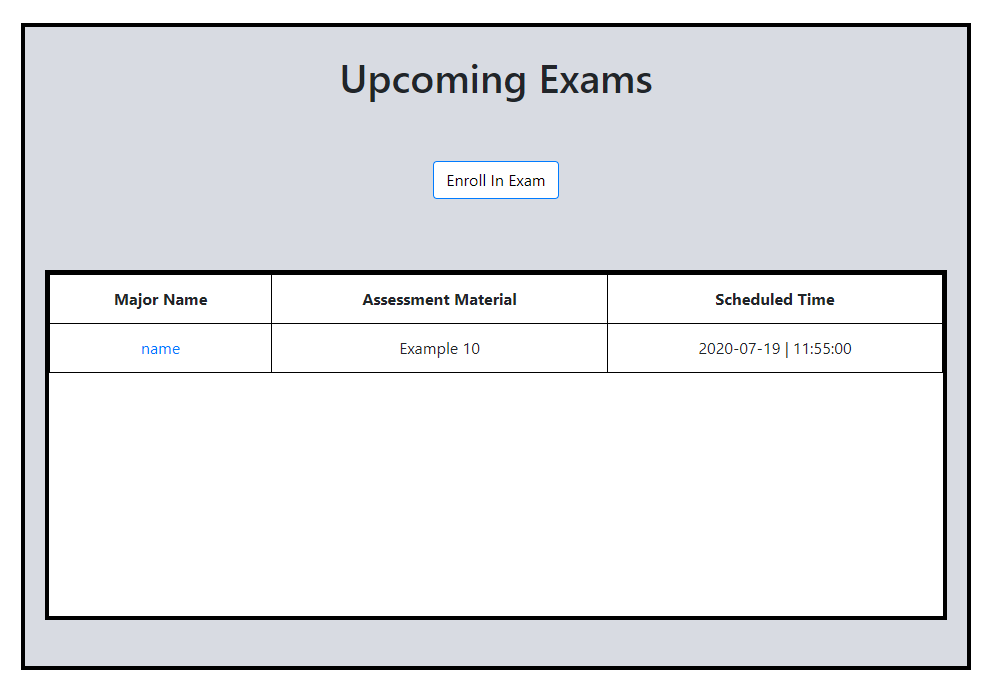 Upcoming Exams
Enroll In Exam
Major Name Assessment Material Scheduled Time
name Example 10 2020-07-19 | 11:55:00